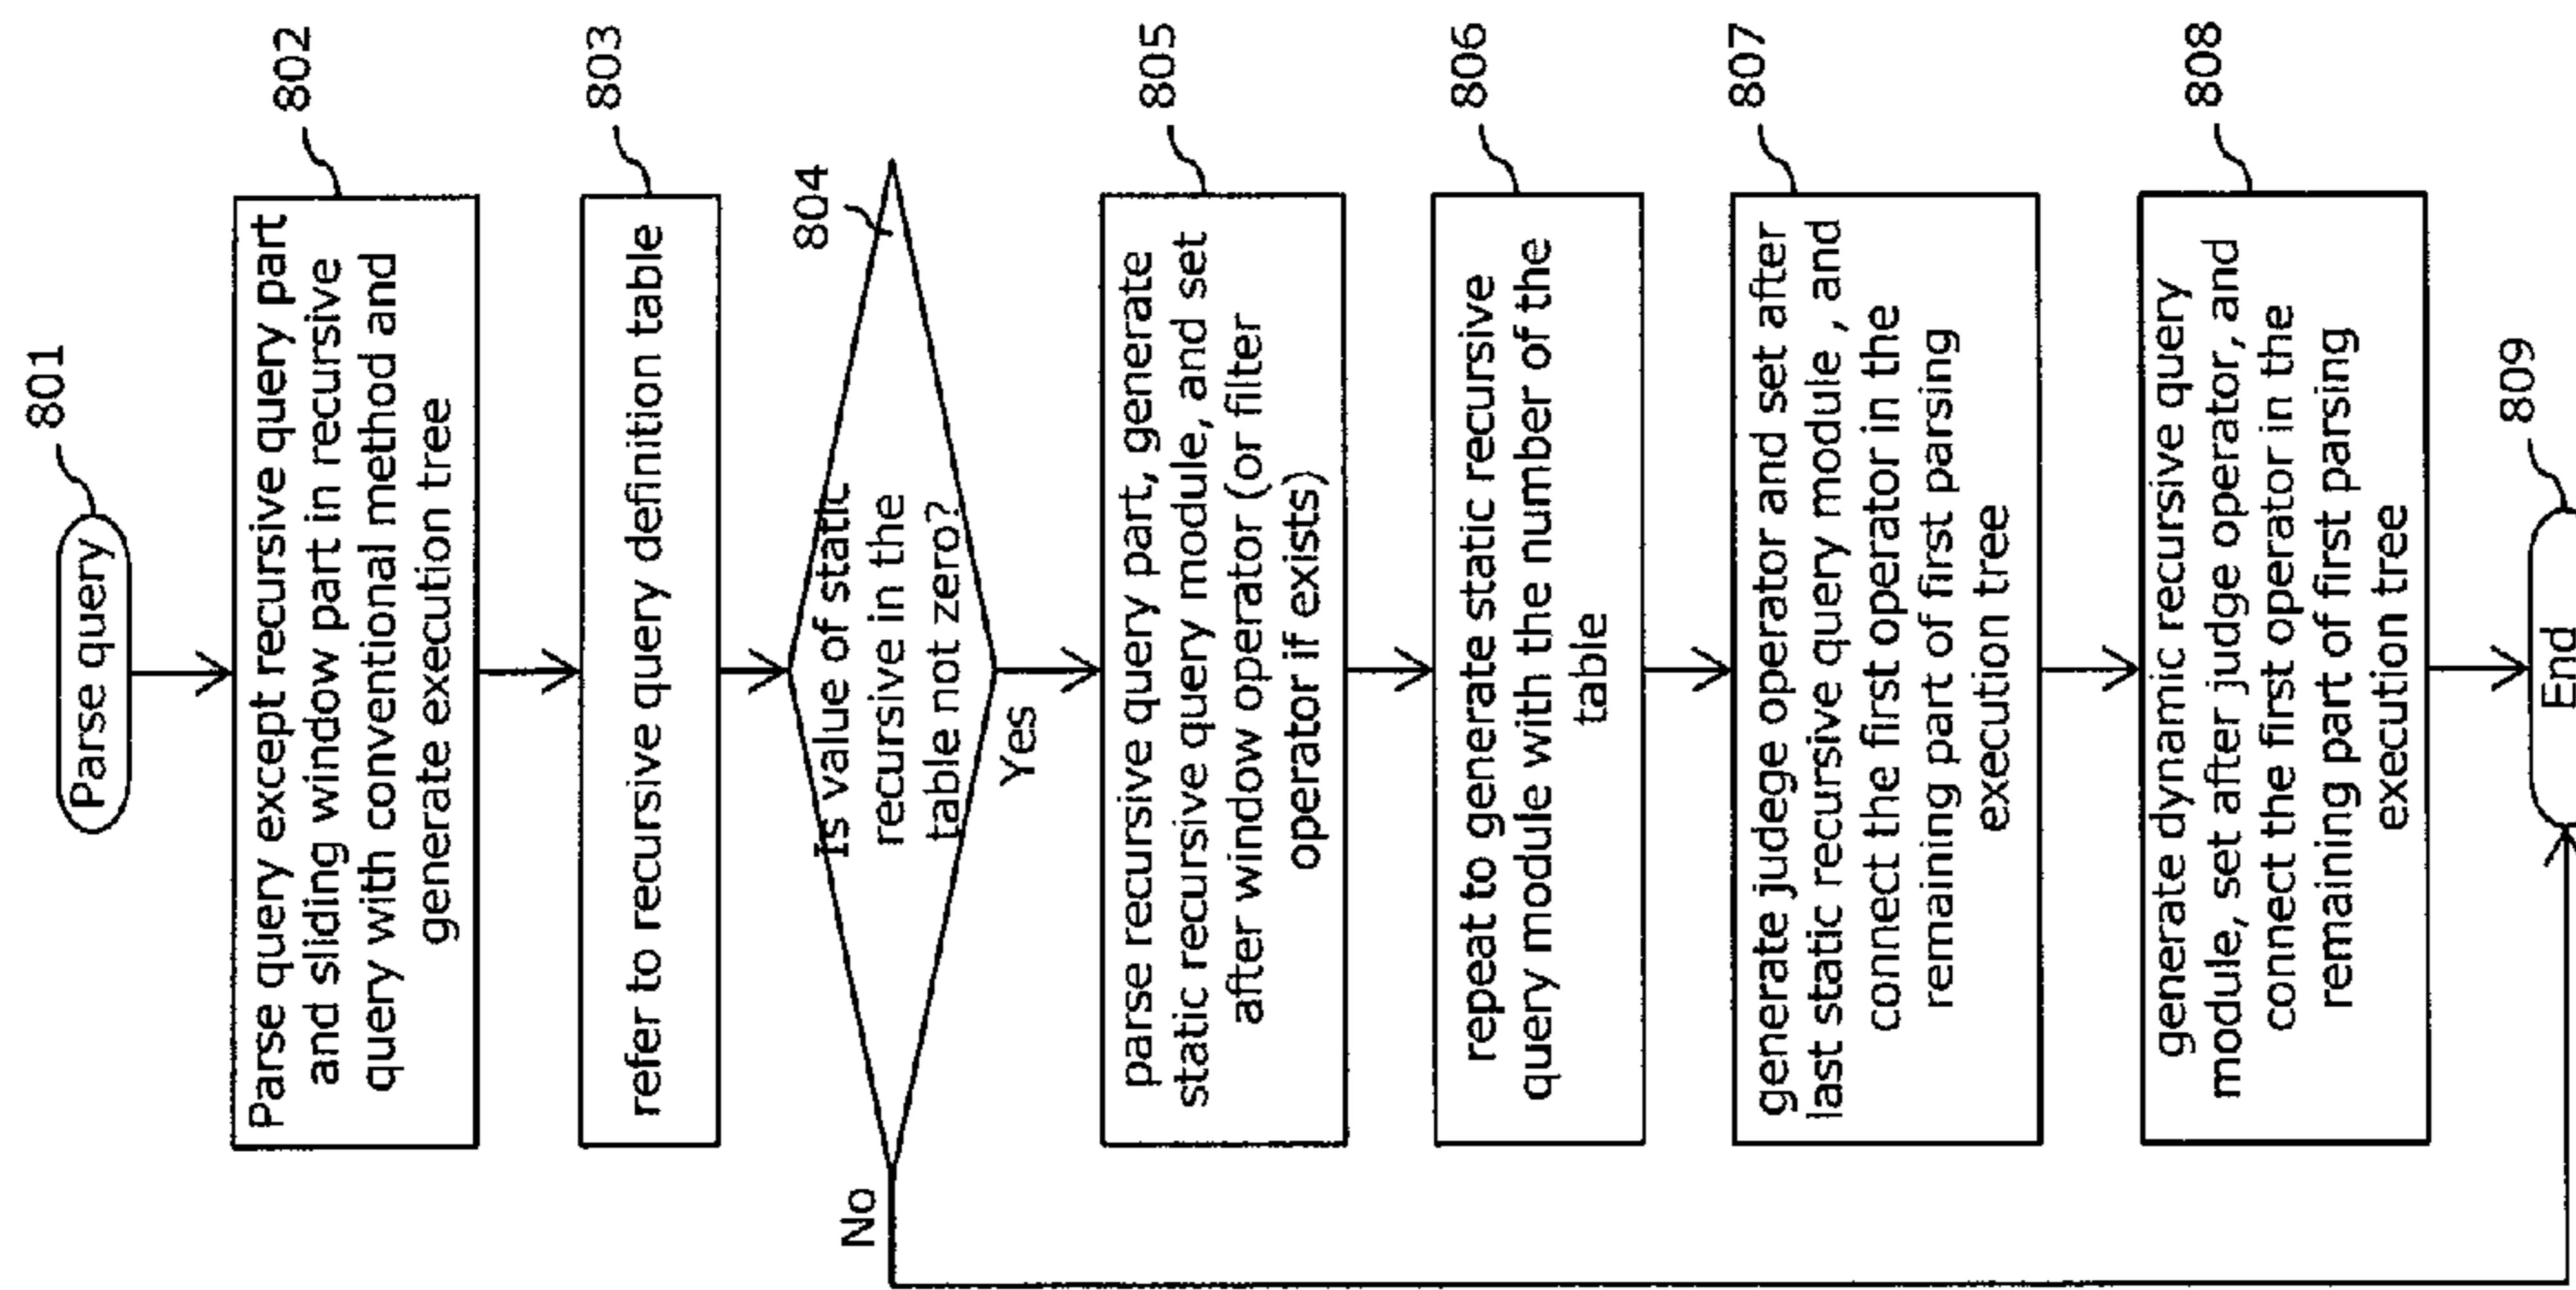 801
Parse query
802
Parse query except recursive query part
and sliding window part in recursive
query with conventional method and
generate execution tree
803
refer to recursive query definition table
804
Is value of static
recursive in the
table not zero?
No
Yes
805
parse recursive query part, generate
static recursive query module, and set
after window operator (or filter
operator if exists)
806
repeat to generate static recursive
query module with the number of the
table
807
generate judege operator and set after
last static recursive query module , and
connect the first operator in the
remaining part of first parsing
execution tree
808
generate dynamic recursive query
module, set after judge operator, and
connect the first operator in the
remaining part of first parsing
execution tree
809
End